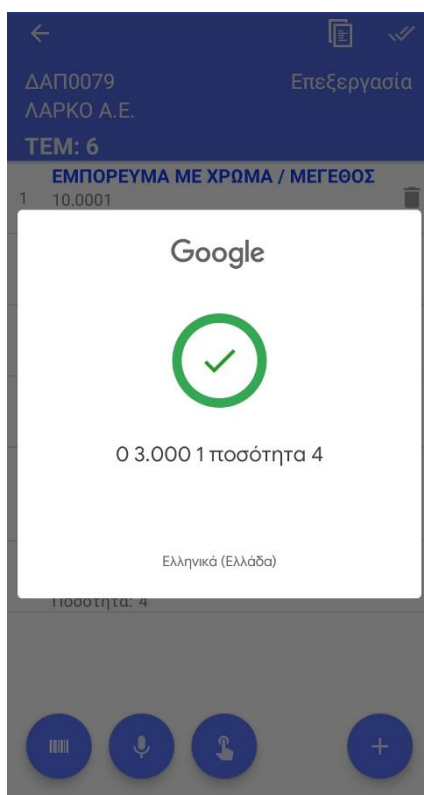 ΔΑΠ0079
Επεξεργασία
ΛΑΡΚΟ Α.Ε.
ΤΕΜ: 6
ΕΜΠΟΡΕΥΜΑ ΜΕ ΧΡΩΜΑ / ΜΕΓΕΘΟΣ
1 10.0001
Google
0 3.000 1 ποσότητα 4
Ελληνικά (Ελλάδα)
Ποσότητα: 4